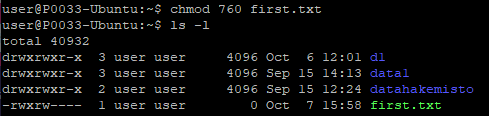 user@P0033-Ubuntu:~$ chmod 760 first.txt
user@P0033-Ubuntu:~$ ls -l
total 40932
drwxrwxr-x  3 user user     4096 Oct  6 12:01 d1
drwxrwxr-x  3 user user     4096 Sep 15 14:13 data1
drwxrwxr-x  2 user user     4096 Sep 15 12:24 datahakemisto
-rwxrw----  1 user user        0 Oct  7 15:58 first.txt